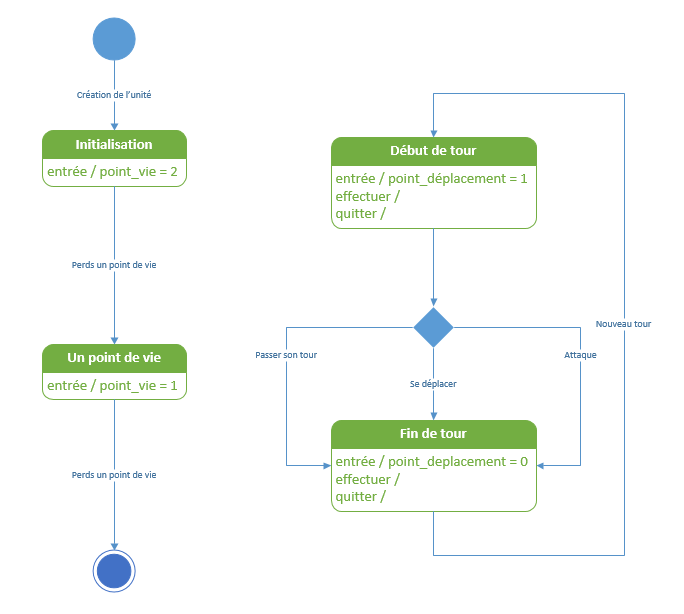 Création de l'unité
Initialisation
entrée / point_vie = 2
Perds un point de vie
Un point de vie
entrée / point_vie = 1
Perds un point de vie
Début de tour
entrée / point_déplacement = 1
effectuer /
quitter /
Passer son tour
Se déplacer
Attaque
Nouveau tour
Fin de tour
entrée / point_deplacement = 0
effectuer /
quitter /